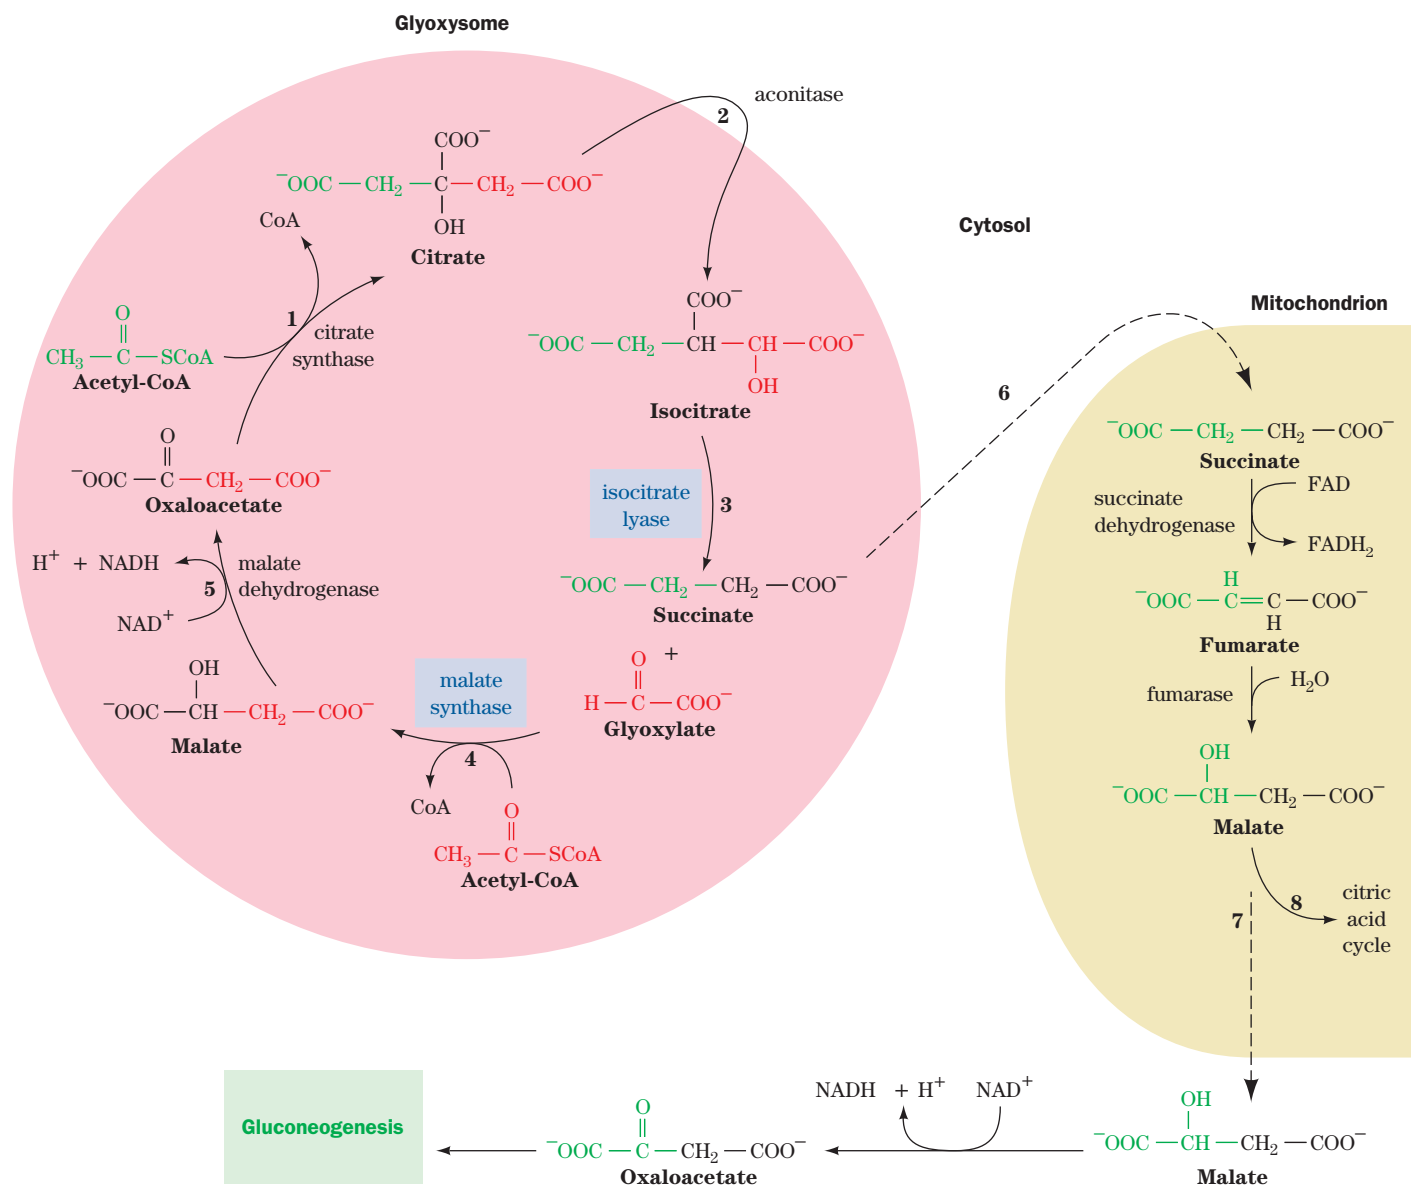 Glyoxysome
aconitase
2
COO⁻
⁻OOC — CH₂ — C — CH₂ — COO⁻
OH
Citrate
CoA
1
citrate
synthase
O
CH₃ — C — SCoA
Acetyl-CoA
O
⁻OOC — C — CH₂ — COO⁻
Oxaloacetate
H⁺ + NADH
5
malate
dehydrogenase
NAD⁺
OH
⁻OOC — CH — CH₂ — COO⁻
Malate
COO⁻
⁻OOC — CH₂ — CH — CH — COO⁻
OH
Isocitrate
isocitrate
lyase
3
⁻OOC — CH₂ — CH₂ — COO⁻
Succinate
+
O
H — C — COO⁻
Glyoxylate
malate
synthase
4
CoA
O
CH₃ — C — SCoA
Acetyl-CoA
Cytosol
6
Mitochondrion
⁻OOC — CH₂ — CH₂ — COO⁻
Succinate
succinate
dehydrogenase
FAD
FADH₂
H
⁻OOC — C = C — COO⁻
H
Fumarate
fumarase
H₂O
OH
⁻OOC — CH — CH₂ — COO⁻
Malate
7
8
citric
acid
cycle
OH
⁻OOC — CH — CH₂ — COO⁻
Malate
NADH + H⁺
NAD⁺
O
⁻OOC — C — CH₂ — COO⁻
Oxaloacetate
Gluconeogenesis